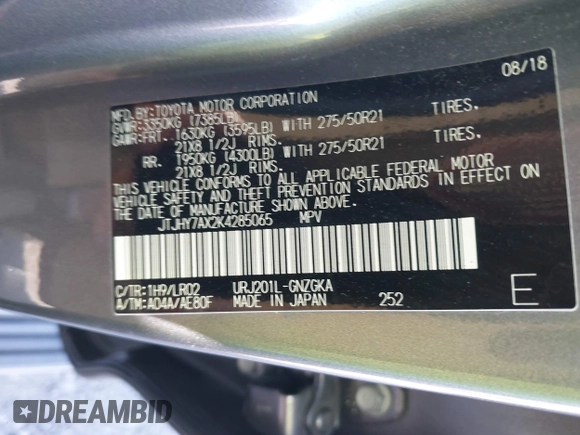 08/18
MFD.BY:TOYOTA MOTOR CORPORATION
GVWR:3350KG (7385LB)
GAWR:FRT. 1630KG (3595LB) WITH 275/50R21 TIRES.
21X8 1/2J RIMS.
RR. 1950KG (4300LB) WITH 275/50R21 TIRES.
21X8 1/2J RIMS.
THIS VEHICLE CONFORMS TO ALL APPLICABLE FEDERAL MOTOR
VEHICLE SAFETY AND THEFT PREVENTION STANDARDS IN EFFECT ON
THE DATE OF MANUFACTURE SHOWN ABOVE.
JTJHY7AX2K4285065 MPV
C/TR:1H9/LR02 URJ201L-GNZGKA
A/TM:A04A/AE80F MADE IN JAPAN 252 E
DREAMBID